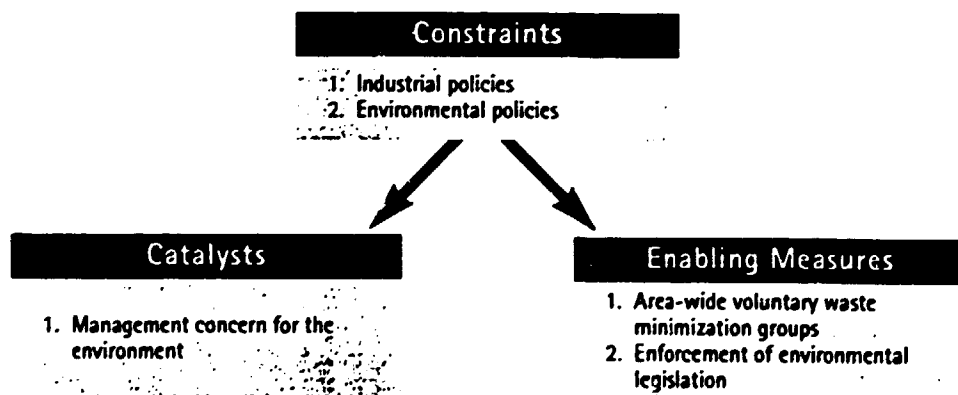 Constraints
1. Industrial policies
2. Environmental policies
Catalysts
1. Management concern for the
environment
Enabling Measures
1. Area-wide voluntary waste
minimization groups
2. Enforcement of environmental
legislation